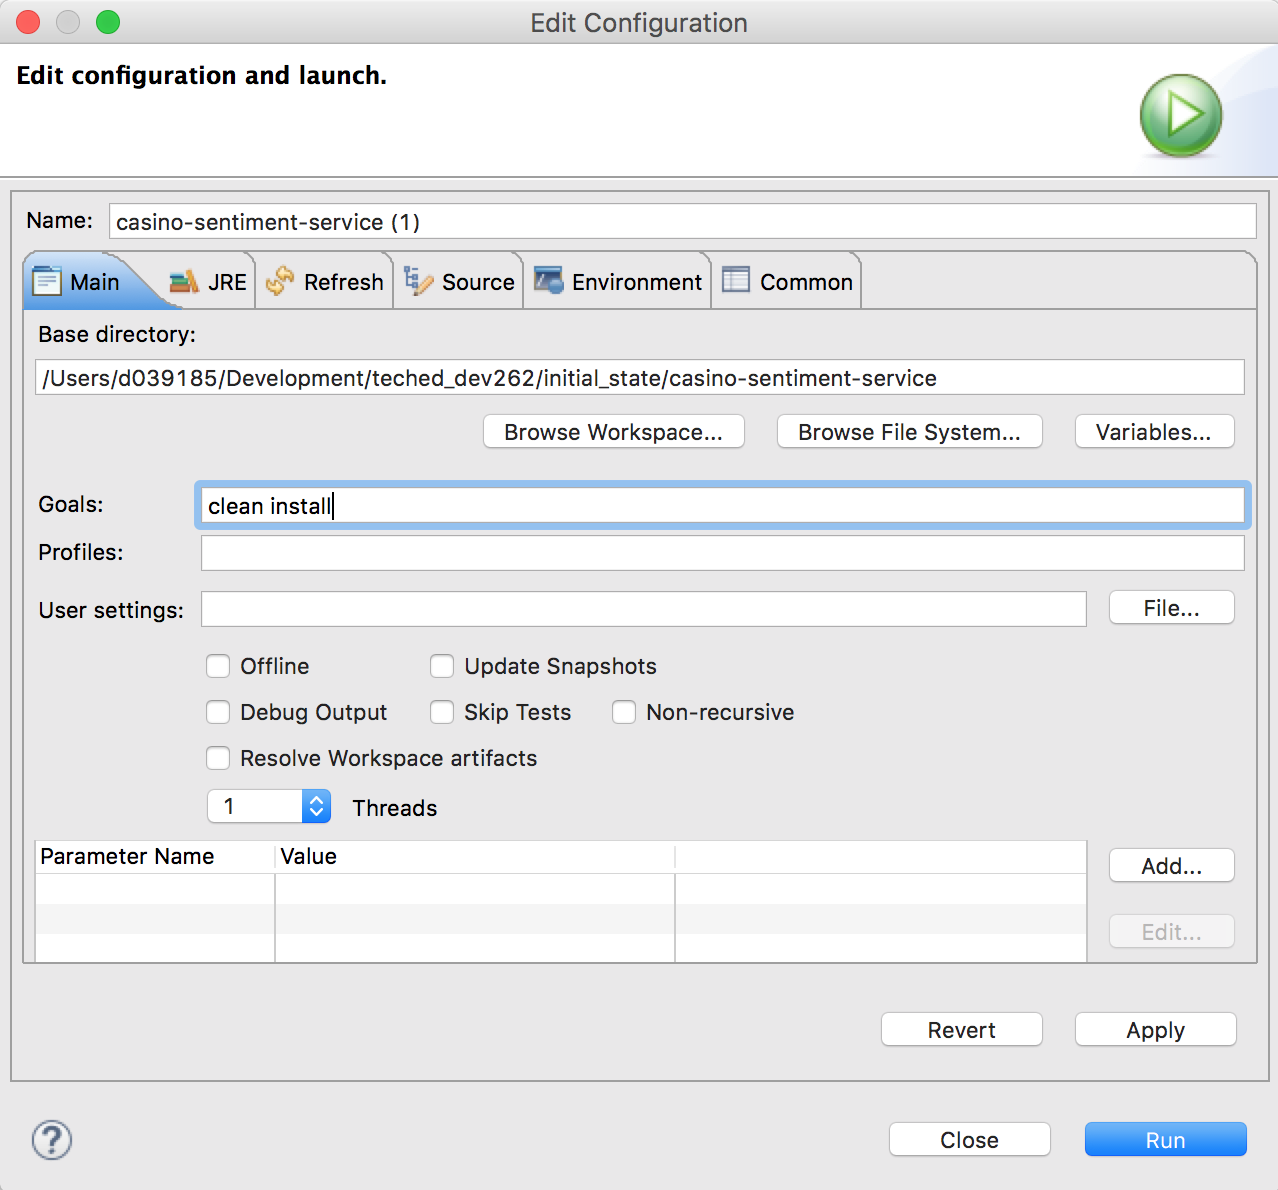 Edit Configuration
Edit configuration and launch.
Name: casino-sentiment-service (1)
Main JRE Refresh Source Environment Common
Base directory:
/Users/d039185/Development/teched_dev262/initial_state/casino-sentiment-service
Browse Workspace... Browse File System... Variables...
Goals: clean install
Profiles:
User settings: File...
Offline Update Snapshots
Debug Output Skip Tests Non-recursive
Resolve Workspace artifacts
1 Threads
Parameter Name Value
Add...
Edit...
Revert Apply
? Close Run